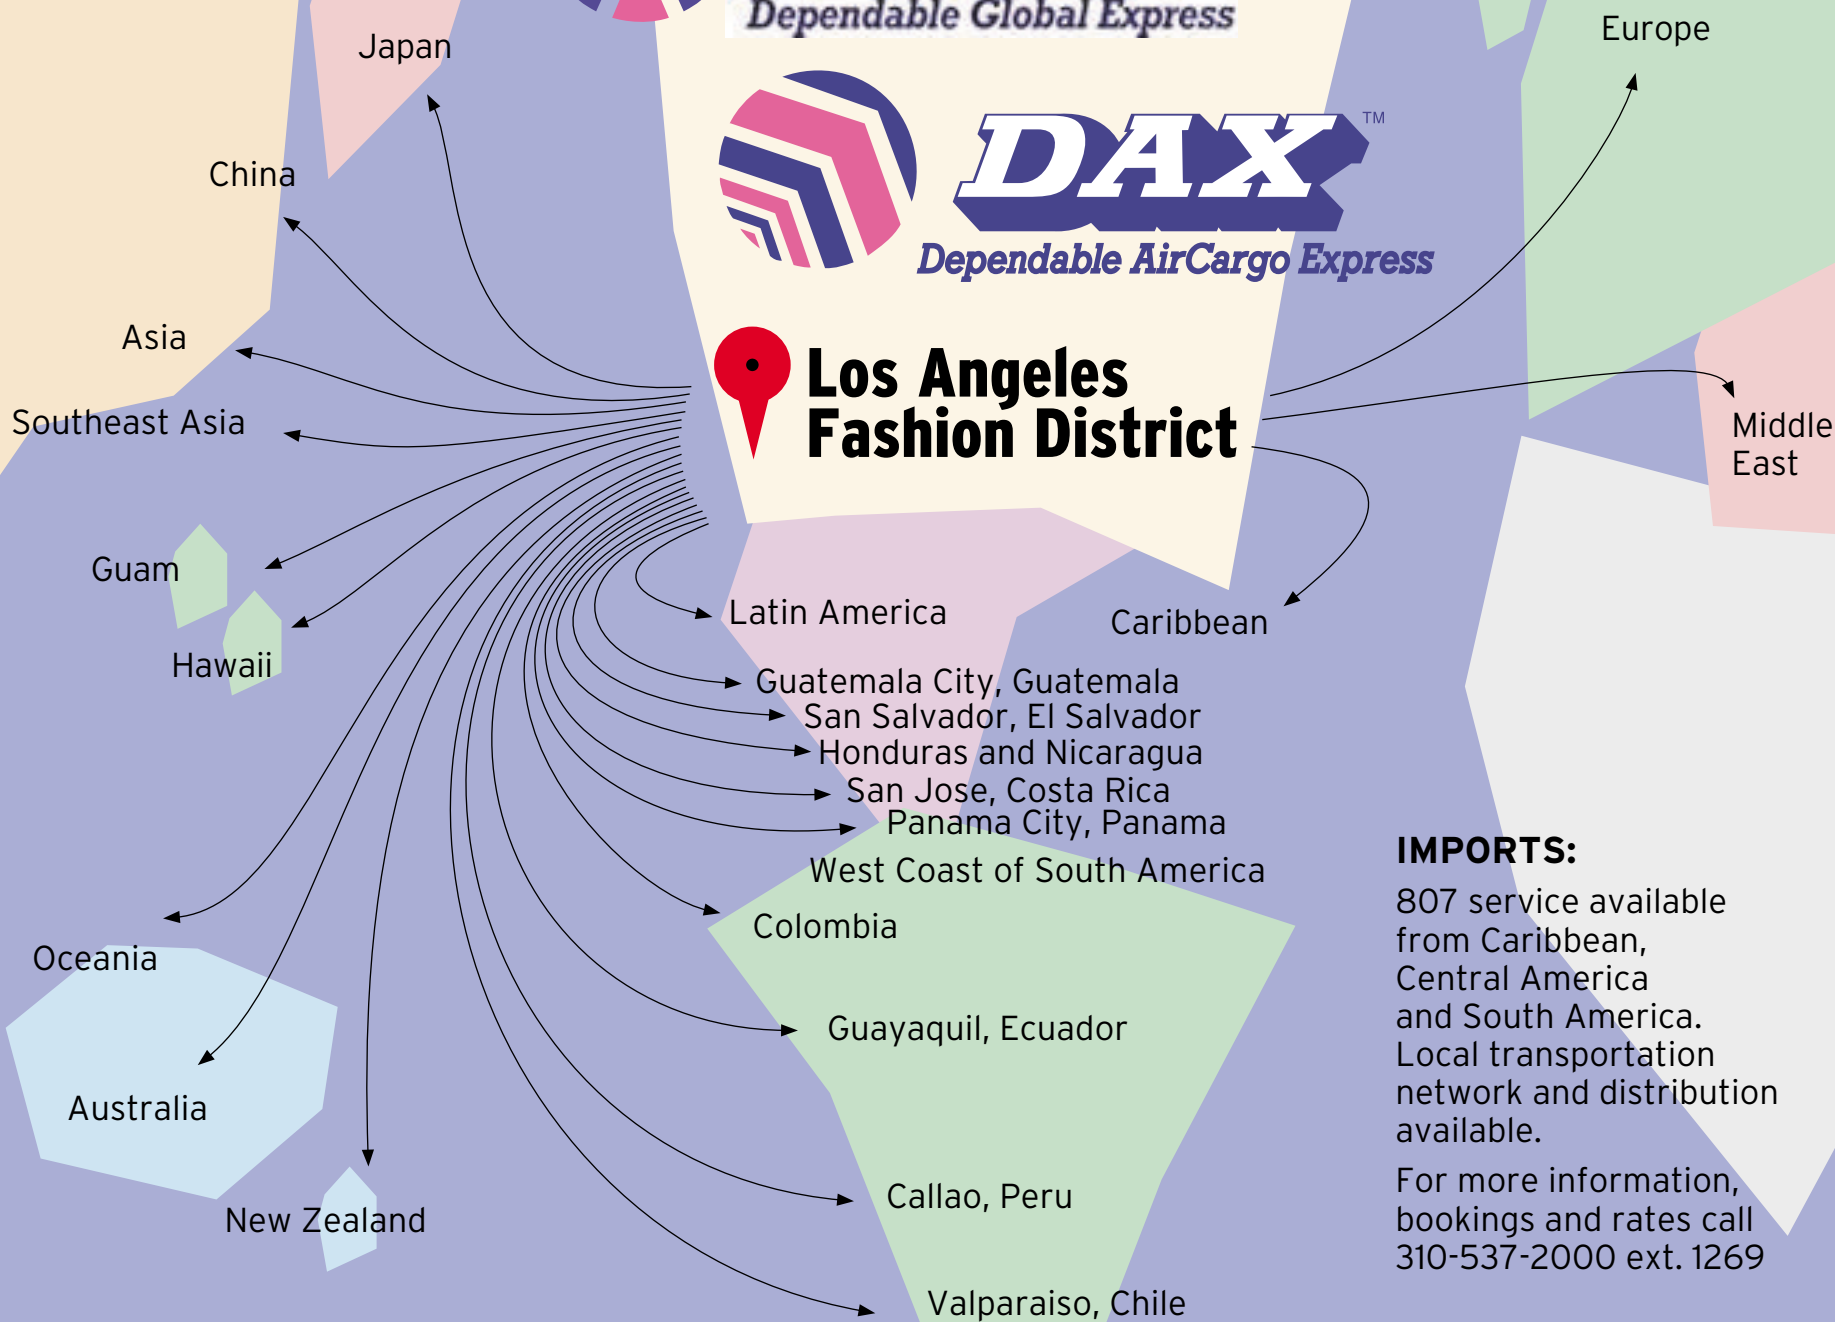 Dependable Global Express
Japan
Europe
DAX™
China
Dependable AirCargo Express
Asia
Los Angeles
Fashion District
Southeast Asia
Middle
East
Guam
Hawaii
Latin America
Caribbean
Guatemala City, Guatemala
San Salvador, El Salvador
Honduras and Nicaragua
San Jose, Costa Rica
Panama City, Panama
West Coast of South America
Colombia
Oceania
Guayaquil, Ecuador
Australia
Callao, Peru
New Zealand
Valparaiso, Chile
IMPORTS:
807 service available
from Caribbean,
Central America
and South America.
Local transportation
network and distribution
available.
For more information,
bookings and rates call
310-537-2000 ext. 1269